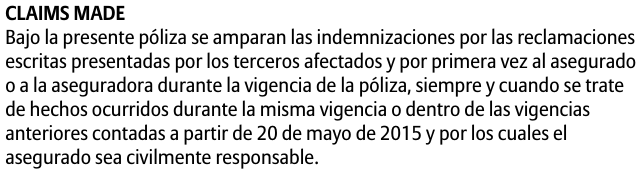 CLAIMS MADE
Bajo la presente póliza se amparan las indemnizaciones por las reclamaciones
escritas presentadas por los terceros afectados y por primera vez al asegurado
o a la aseguradora durante la vigencia de la póliza, siempre y cuando se trate
de hechos ocurridos durante la misma vigencia o dentro de las vigencias
anteriores contadas a partir de 20 de mayo de 2015 y por los cuales el
asegurado sea civilmente responsable.